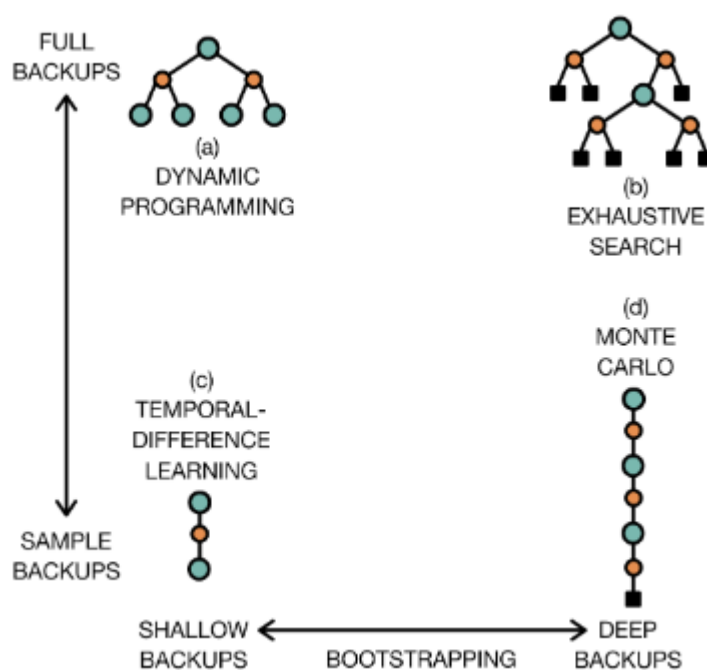 FULL
BACKUPS
(a)
DYNAMIC
PROGRAMMING
(b)
EXHAUSTIVE
SEARCH
(d)
MONTE
CARLO
(c)
TEMPORAL-
DIFFERENCE
LEARNING
SAMPLE
BACKUPS
SHALLOW
BACKUPS
BOOTSTRAPPING
DEEP
BACKUPS